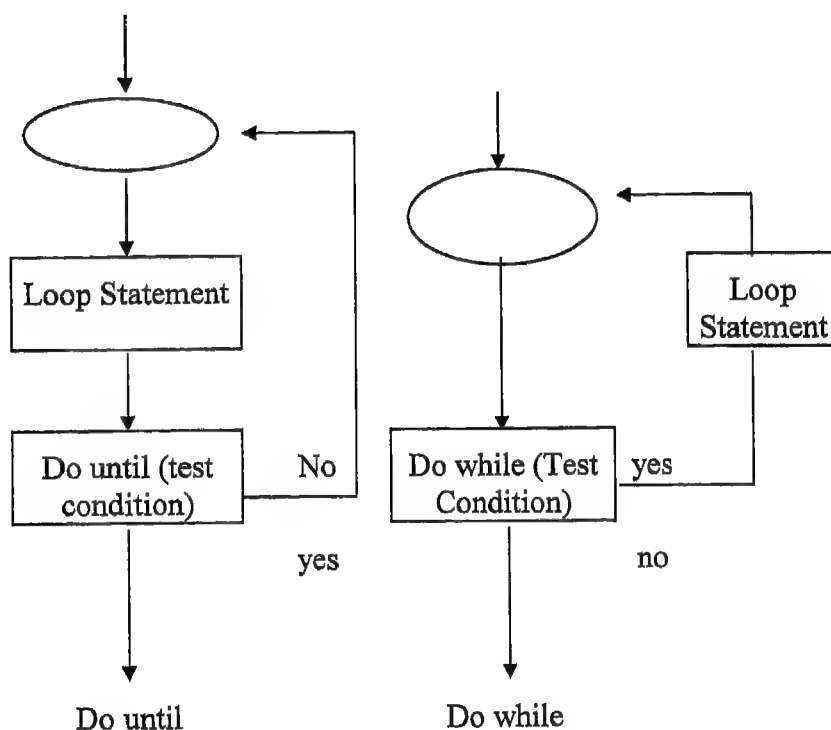 Loop Statement
Do until (test
condition)
No
yes
Do until
Loop
Statement
Do while (Test
Condition)
yes
no
Do while